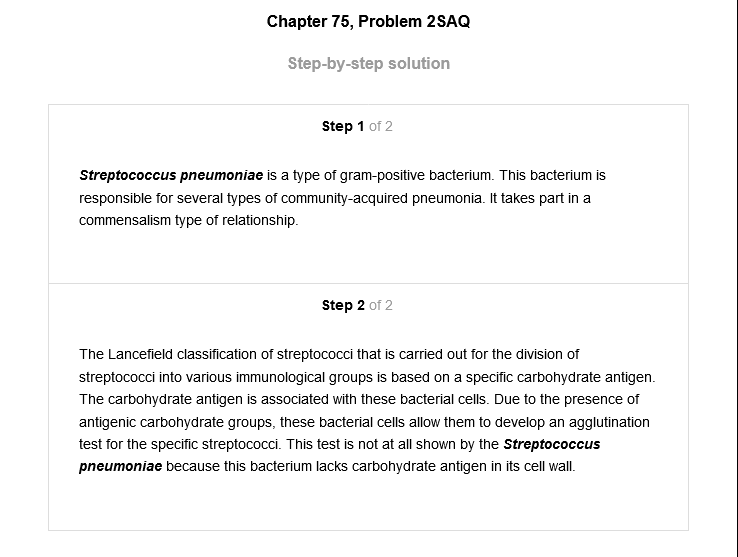 Chapter 75, Problem 2SAQ
Step-by-step solution
Step 1 of 2
Streptococcus pneumoniae is a type of gram-positive bacterium. This bacterium is
responsible for several types of community-acquired pneumonia. It takes part in a
commensalism type of relationship.
Step 2 of 2
The Lancefield classification of streptococci that is carried out for the division of
streptococci into various immunological groups is based on a specific carbohydrate antigen.
The carbohydrate antigen is associated with these bacterial cells. Due to the presence of
antigenic carbohydrate groups, these bacterial cells allow them to develop an agglutination
test for the specific streptococci. This test is not at all shown by the Streptococcus
pneumoniae because this bacterium lacks carbohydrate antigen in its cell wall.